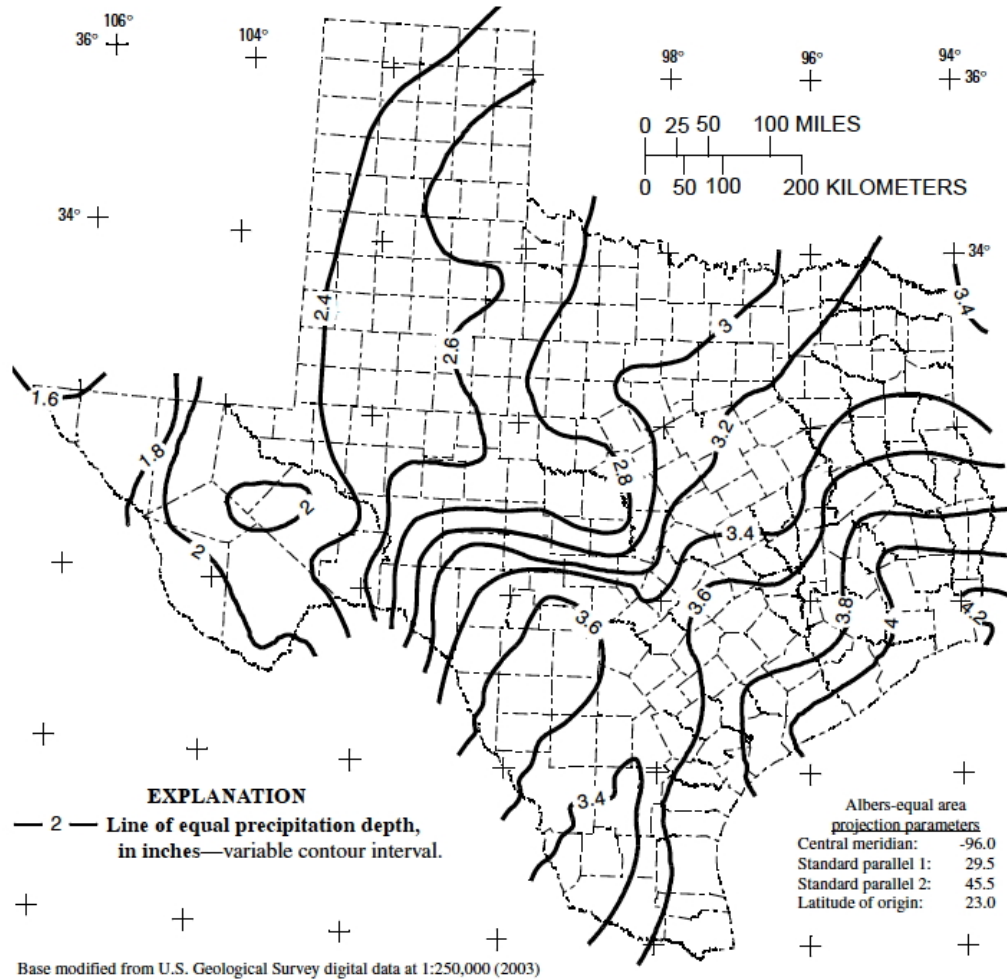 106°
36°
104°
98°
96°
94°
36°
0 25 50 100 MILES
0 50 100 200 KILOMETERS
34°
34°
3.4
2.4
3
2.6
1.6
3.2
1.8
2.8
2
3.4
2
3.6
3.8
4
4.2
3.6
3.4
EXPLANATION
2 Line of equal precipitation depth,
in inches—variable contour interval.
Albers-equal area
projection parameters
Central meridian: -96.0
Standard parallel 1: 29.5
Standard parallel 2: 45.5
Latitude of origin: 23.0
Base modified from U.S. Geological Survey digital data at 1:250,000 (2003)